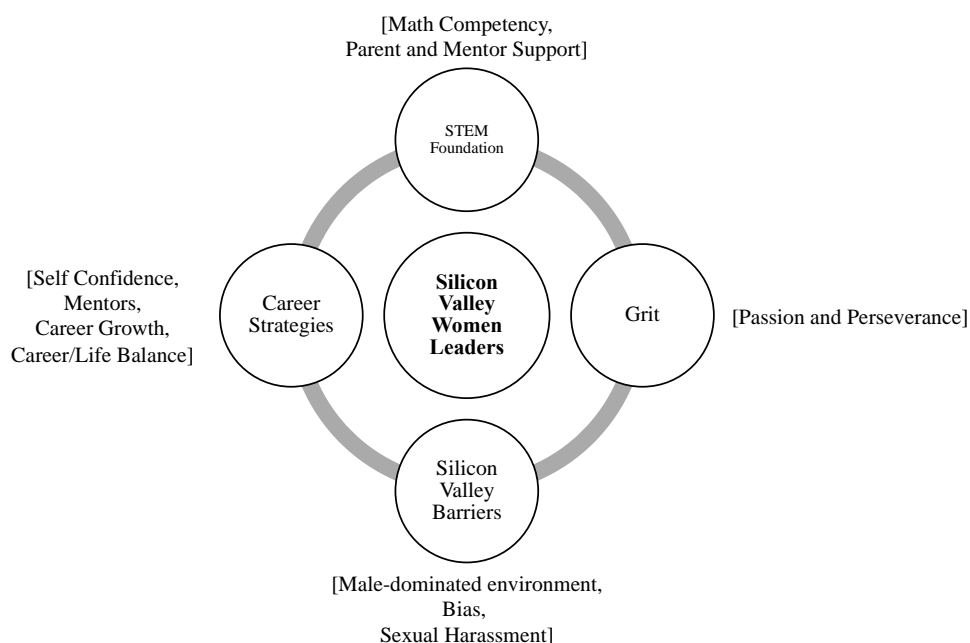 [Math Competency,
Parent and Mentor Support]
STEM
Foundation
[Self Confidence,
Mentors,
Career Growth,
Career/Life Balance]
Career
Strategies
Silicon
Valley
Women
Leaders
Grit
[Passion and Perseverance]
Silicon
Valley
Barriers
[Male-dominated environment,
Bias,
Sexual Harassment]